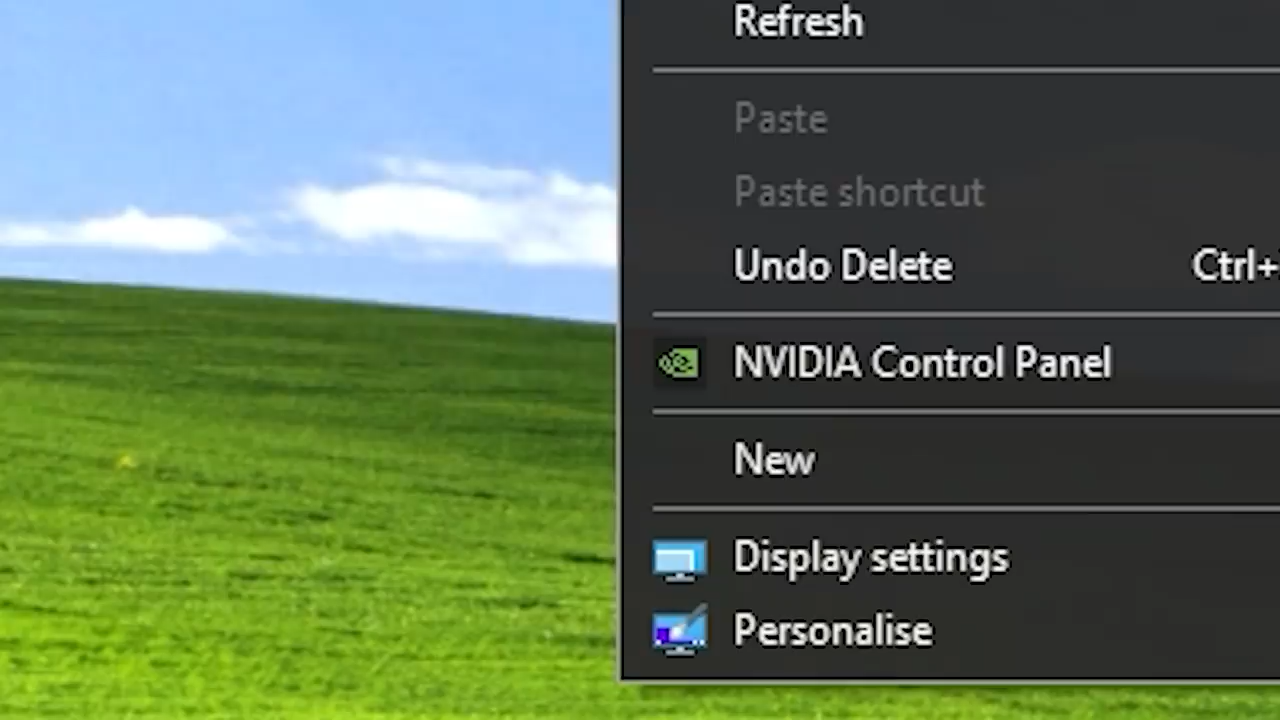 Refresh
Paste
Paste shortcut
Undo Delete Ctrl+
NVIDIA Control Panel
New
Display settings
Personalise